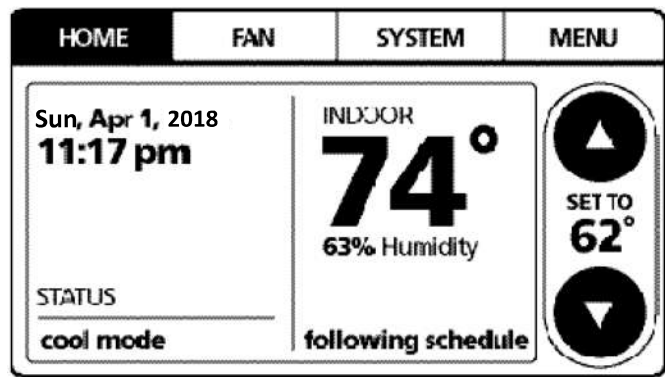 HOME FAN SYSTEM MENU
Sun, Apr 1, 2018
11:17 pm
STATUS
cool mode
INDOOR
74°
63% Humidity
following schedule
SET TO
62°